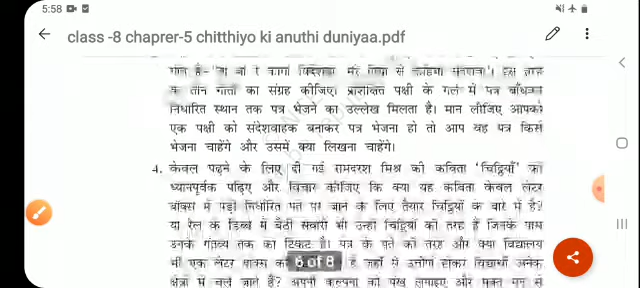 5:58
class -8 chaprer-5 chitthiyo ki anuthi duniyaa.pdf
के तीन गीतों का संग्रह कीजिए। प्रशिक्षित पक्षी के गले में पत्र बाँधकर
निर्धारित स्थान तक पत्र भेजने का उल्लेख मिलता है। मान लीजिए आपको
एक पक्षी को संदेशवाहक बनाकर पत्र भेजना हो तो आप वह पत्र किसे
भेजना चाहेंगे और उसमें क्या लिखना चाहेंगे।
4. केवल पढ़ने के लिए दी गई रामदरश मिश्र की कविता 'चिट्ठियाँ' को
ध्यानपूर्वक पढ़िए और विचार कीजिए कि क्या यह कविता केवल लेटर
बॉक्स में पड़ी निर्धारित पते पर जाने के लिए तैयार चिट्ठियों के बारे में है?
या रेल के डिब्बे में बैठी सवारी भी उन्हीं चिट्ठियों की तरह हैं जिनके पास
उनके गंतव्य तक का टिकट है। पत्र के पते की तरह और क्या विद्यालय
भी एक लेटर बाक्स की 6 of 8 है जहाँ से उत्तीर्ण होकर विद्यार्थी अनेक
क्षेत्रों में चले जाते हैं? अपनी कल्पना को पंख लगाइए और मुक्त मन से